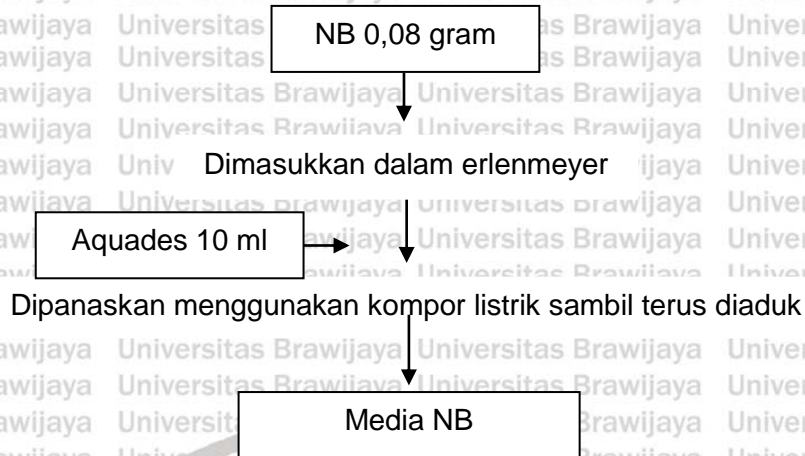 NB 0,08 gram
Dimasukkan dalam erlenmeyer
Aquades 10 ml
Dipanaskan menggunakan kompor listrik sambil terus diaduk
Media NB